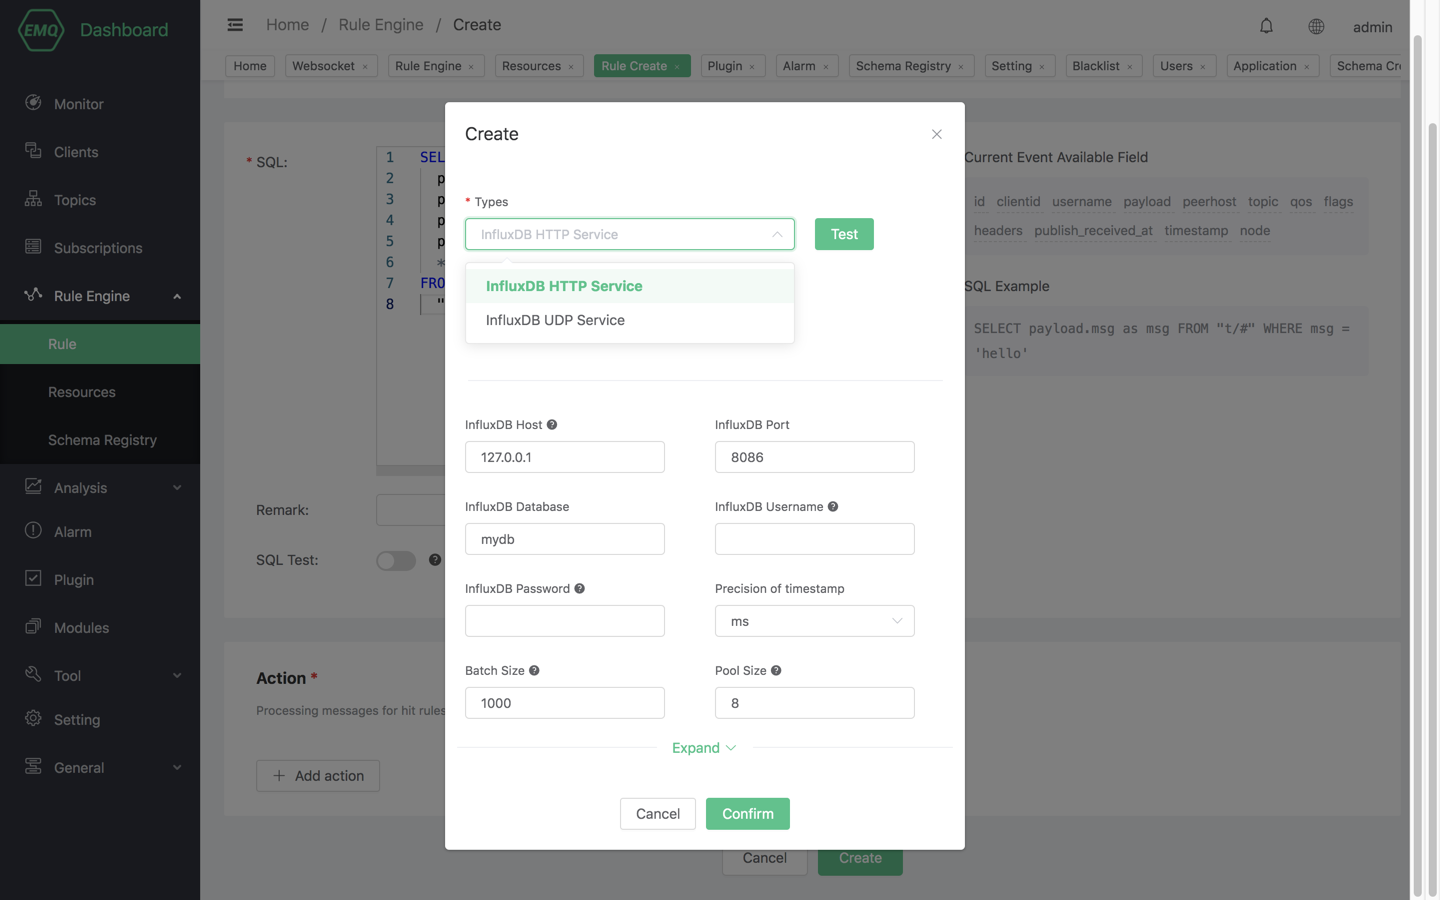 EMQ Dashboard
Home / Rule Engine / Create
admin
Home
Websocket ×
Rule Engine ×
Resources ×
Rule Create ×
Plugin ×
Alarm ×
Schema Registry ×
Setting ×
Blacklist ×
Users ×
Application ×
Schema Cr
Monitor
Clients
Topics
Subscriptions
Rule Engine
Rule
Resources
Schema Registry
Analysis
Alarm
Plugin
Modules
Tool
Setting
General
* SQL:
1 SEL
2 p
3 p
4 p
5 p
6 *
7 FRO
8 "
Remark:
SQL Test:
Action *
Processing messages for hit rules
+ Add action
Current Event Available Field
id clientid username payload peerhost topic qos flags
headers publish_received_at timestamp node
SQL Example
SELECT payload.msg as msg FROM "t/#" WHERE msg =
'hello'
Create
* Types
InfluxDB HTTP Service
Test
InfluxDB HTTP Service
InfluxDB UDP Service
InfluxDB Host
InfluxDB Port
127.0.0.1
8086
InfluxDB Database
InfluxDB Username
mydb
InfluxDB Password
Precision of timestamp
ms
Batch Size
Pool Size
1000
8
Expand
Cancel
Confirm
Cancel
Create